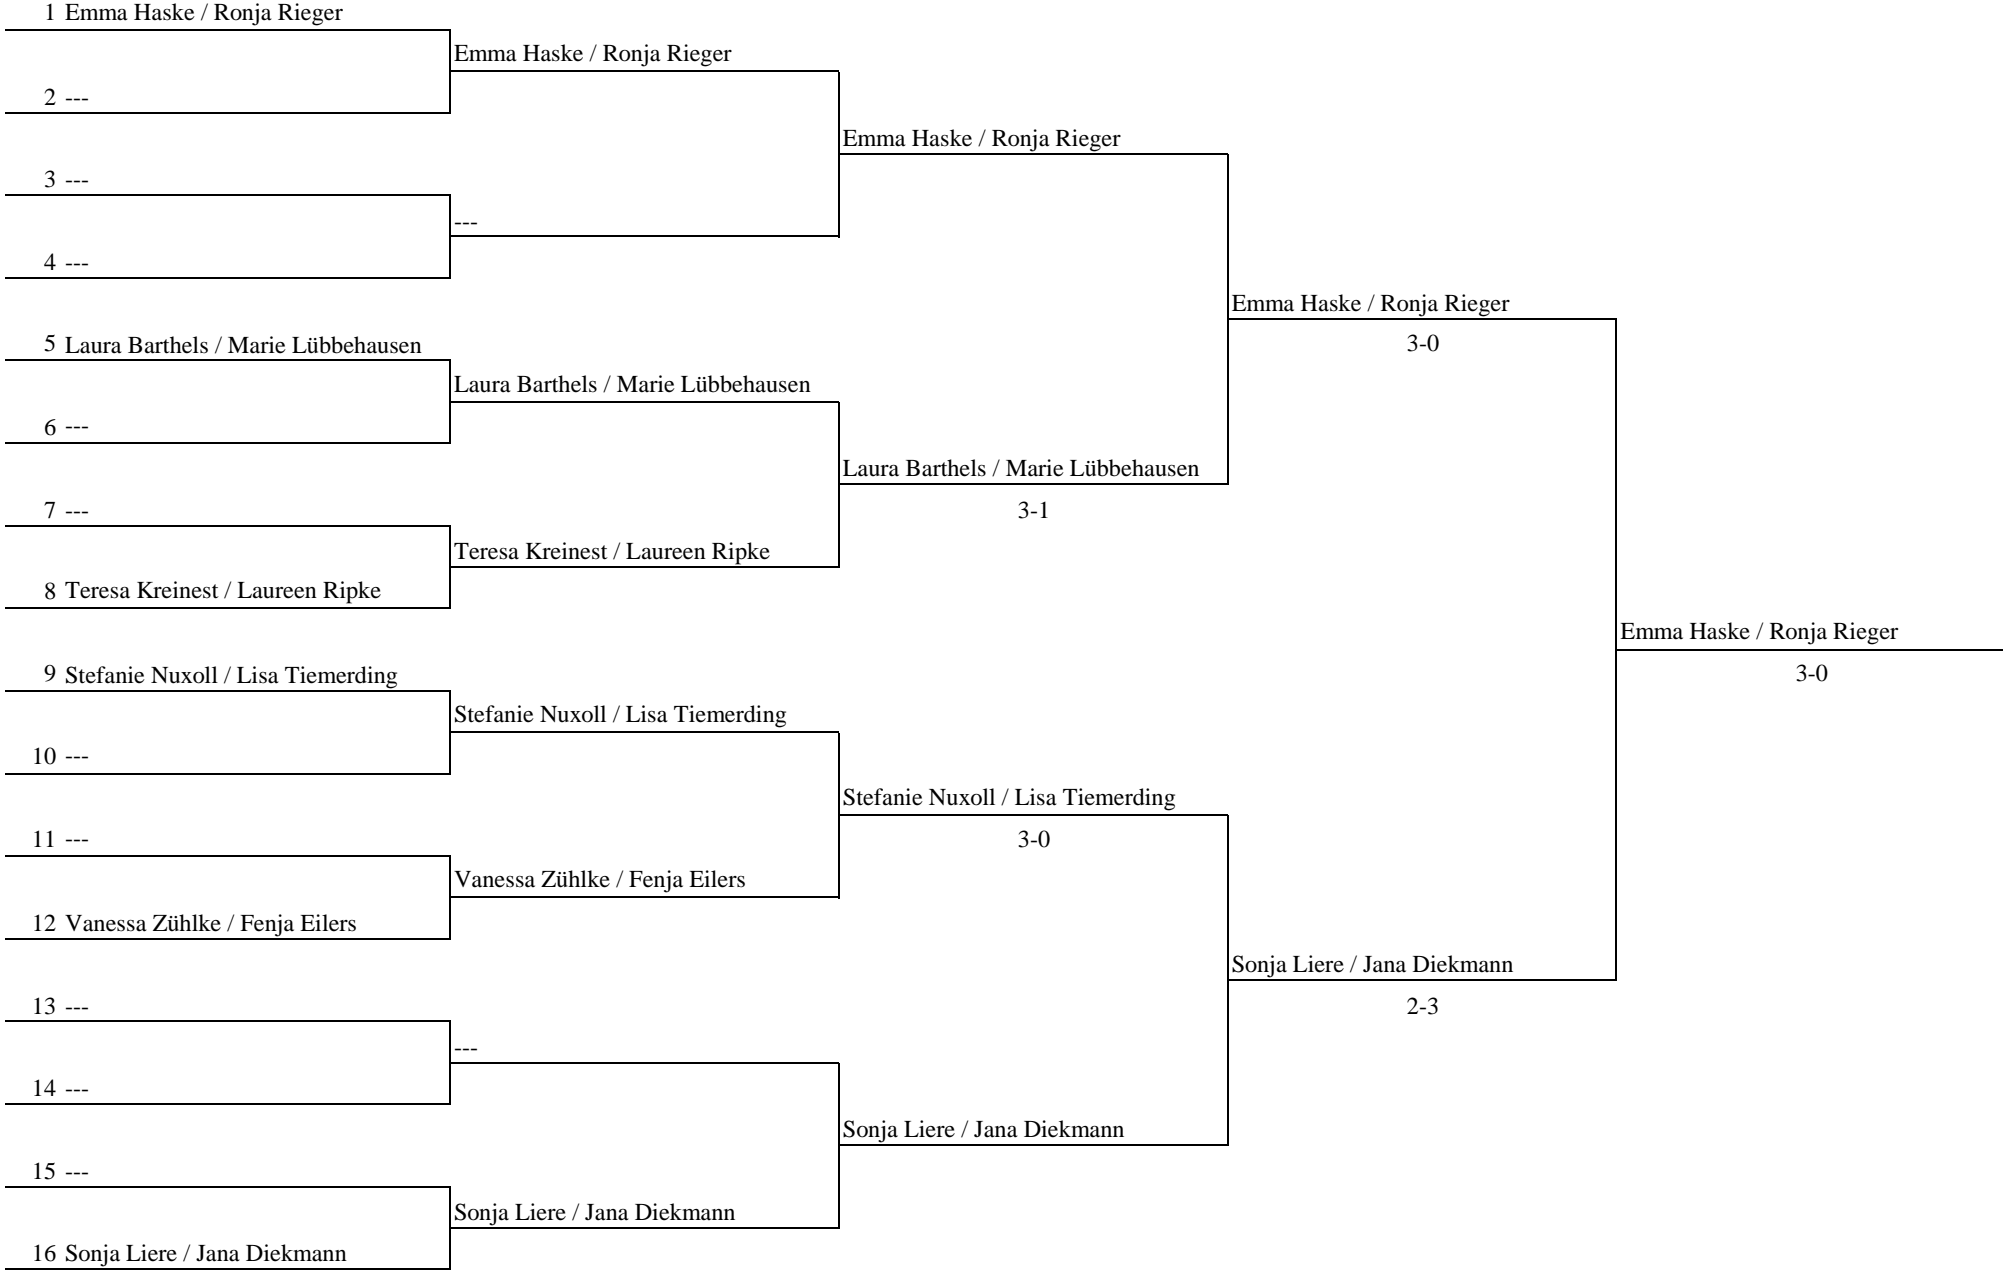 1 Emma Haske / Ronja Rieger
Emma Haske / Ronja Rieger
2 ---
Emma Haske / Ronja Rieger
3 ---
---
4 ---
Emma Haske / Ronja Rieger
3-0
5 Laura Barthels / Marie Lübbehausen
Laura Barthels / Marie Lübbehausen
6 ---
Laura Barthels / Marie Lübbehausen
3-1
7 ---
Teresa Kreinest / Laureen Ripke
8 Teresa Kreinest / Laureen Ripke
Emma Haske / Ronja Rieger
3-0
9 Stefanie Nuxoll / Lisa Tiemerding
Stefanie Nuxoll / Lisa Tiemerding
10 ---
Stefanie Nuxoll / Lisa Tiemerding
3-0
11 ---
Vanessa Zühlke / Fenja Eilers
12 Vanessa Zühlke / Fenja Eilers
Sonja Liere / Jana Diekmann
2-3
13 ---
---
14 ---
Sonja Liere / Jana Diekmann
15 ---
Sonja Liere / Jana Diekmann
16 Sonja Liere / Jana Diekmann